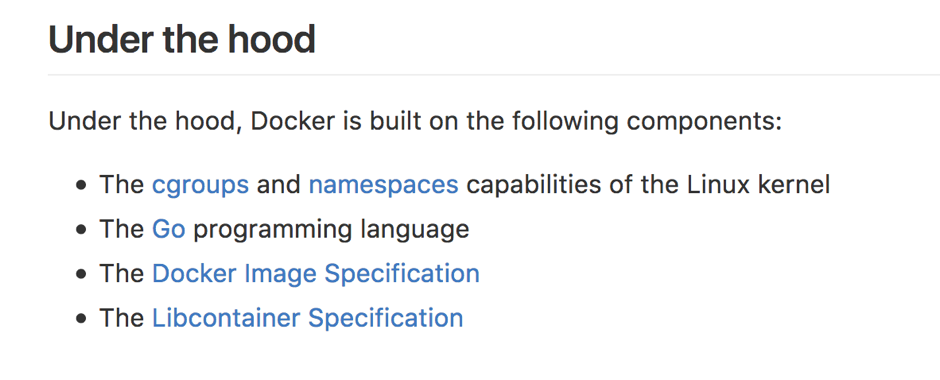 Under the hood
Under the hood, Docker is built on the following components:
• The cgroups and namespaces capabilities of the Linux kernel
• The Go programming language
• The Docker Image Specification
• The Libcontainer Specification